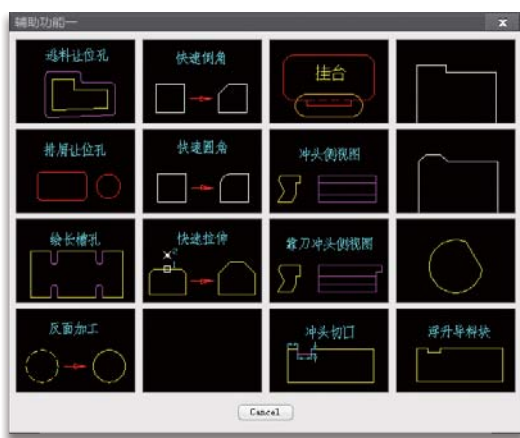 辅助功能一
逃料让位孔
快速倒角
挂台
排屑让位孔
快速圆角
冲头侧视图
绘长槽孔
快速拉伸
靠刀冲头侧视图
反面加工
冲头切口
浮升导料块
Cancel